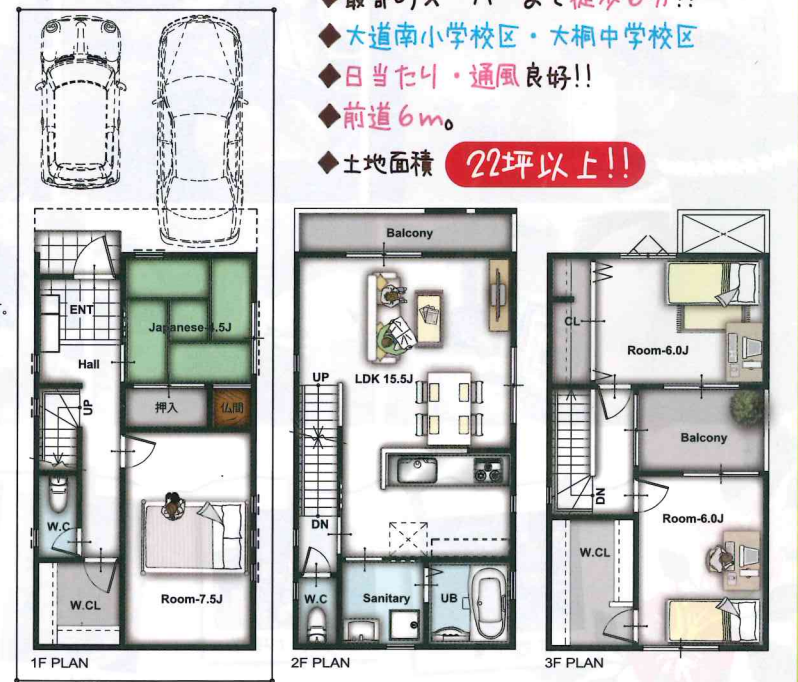 ◆大道南小学校区・大桐中学校区
◆日当たり・通風良好!!
◆前道6m。
◆土地面積 22坪以上!!
ENT
Japanese-4.5J
Hall
UP
押入
仏間
W.C
W.CL
Room-7.5J
1F PLAN
Balcony
UP
LDK 15.5J
DN
W.C
Sanitary
UB
2F PLAN
CL
Room-6.0J
Balcony
DN
Room-6.0J
W.CL
3F PLAN